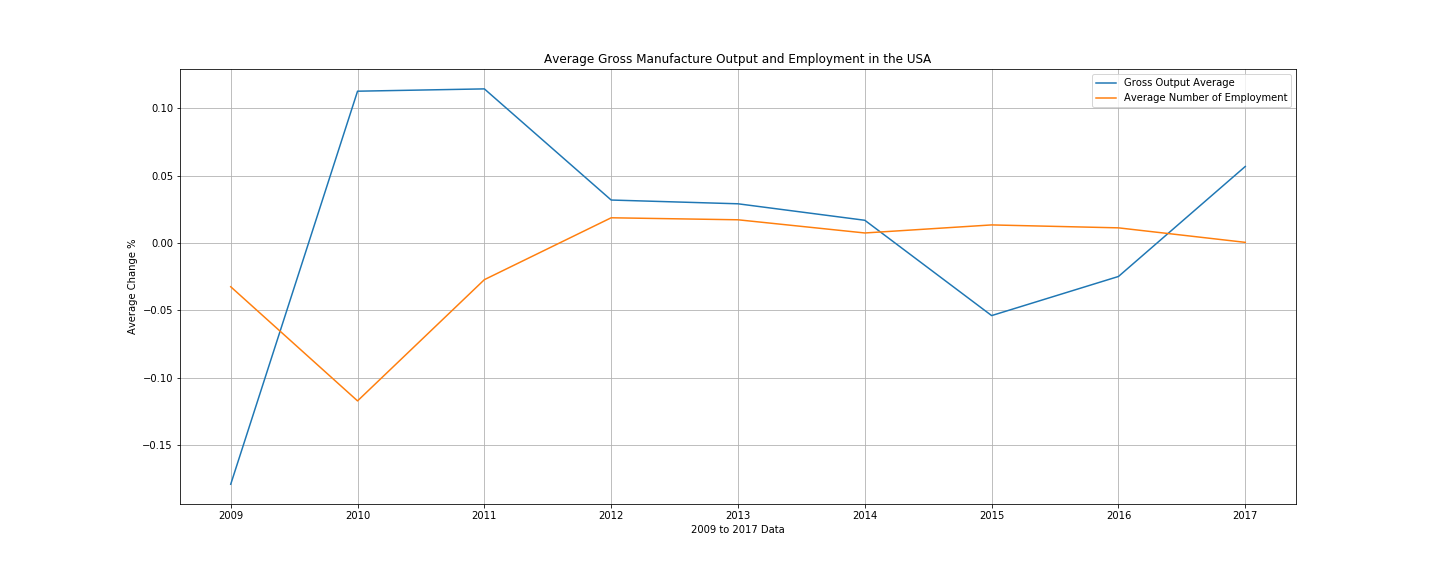 Average Gross Manufacture Output and Employment in the USA
Gross Output Average
Average Number of Employment
0.10
0.05
0.00
−0.05
−0.10
−0.15
Average Change %
2009 2010 2011 2012 2013 2014 2015 2016 2017
2009 to 2017 Data